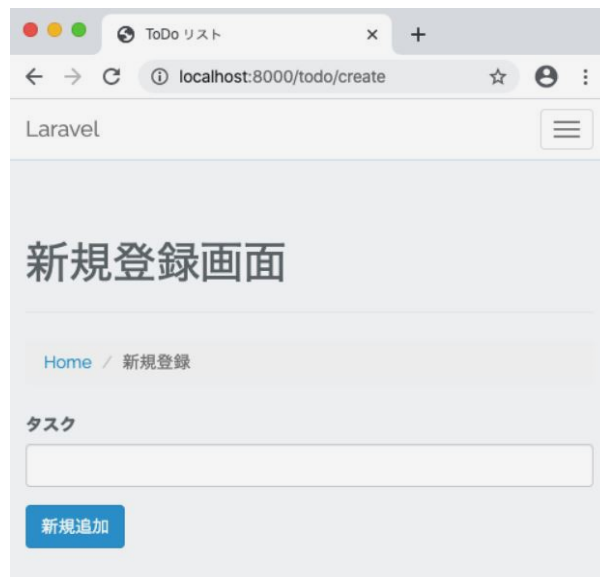 ToDo リスト
localhost:8000/todo/create
Laravel
新規登録画面
Home / 新規登録
タスク
新規追加